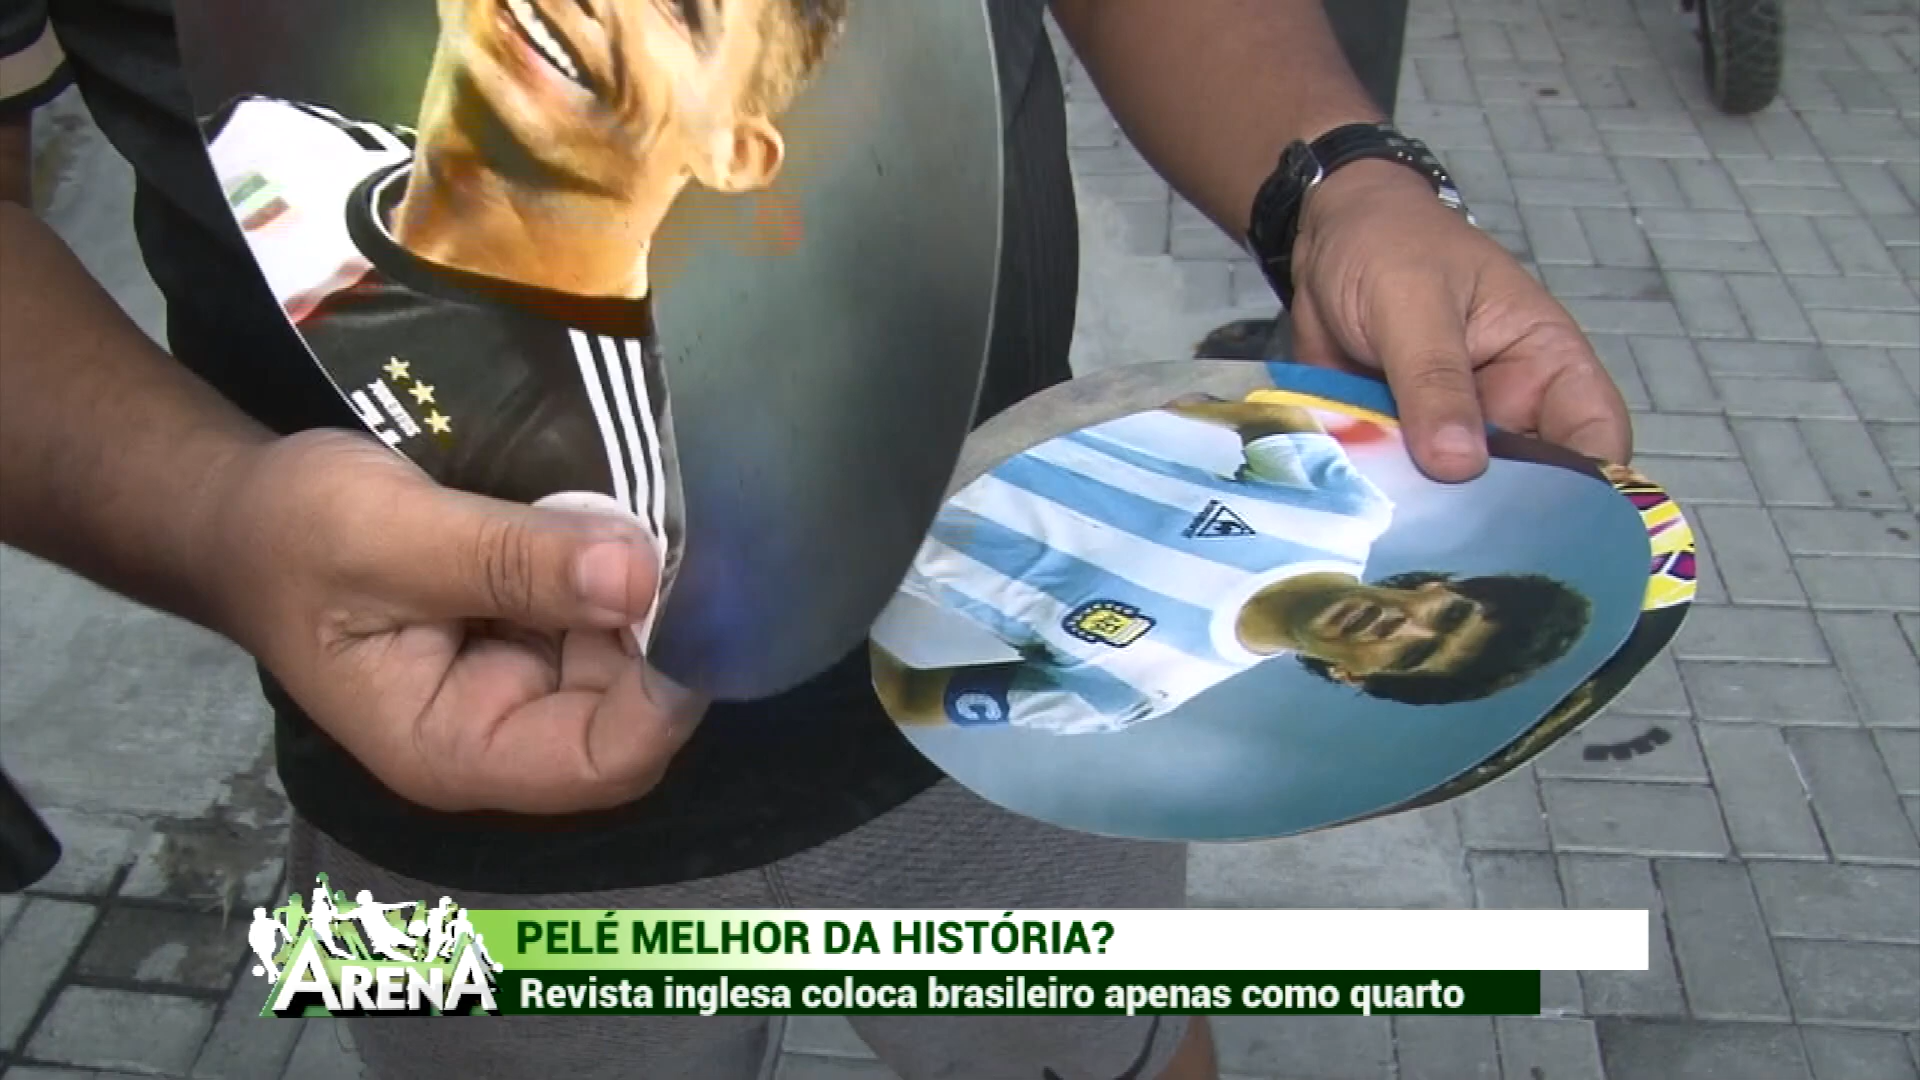 PELÉ MELHOR DA HISTÓRIA?
ARENA
Revista inglesa coloca brasileiro apenas como quarto
C